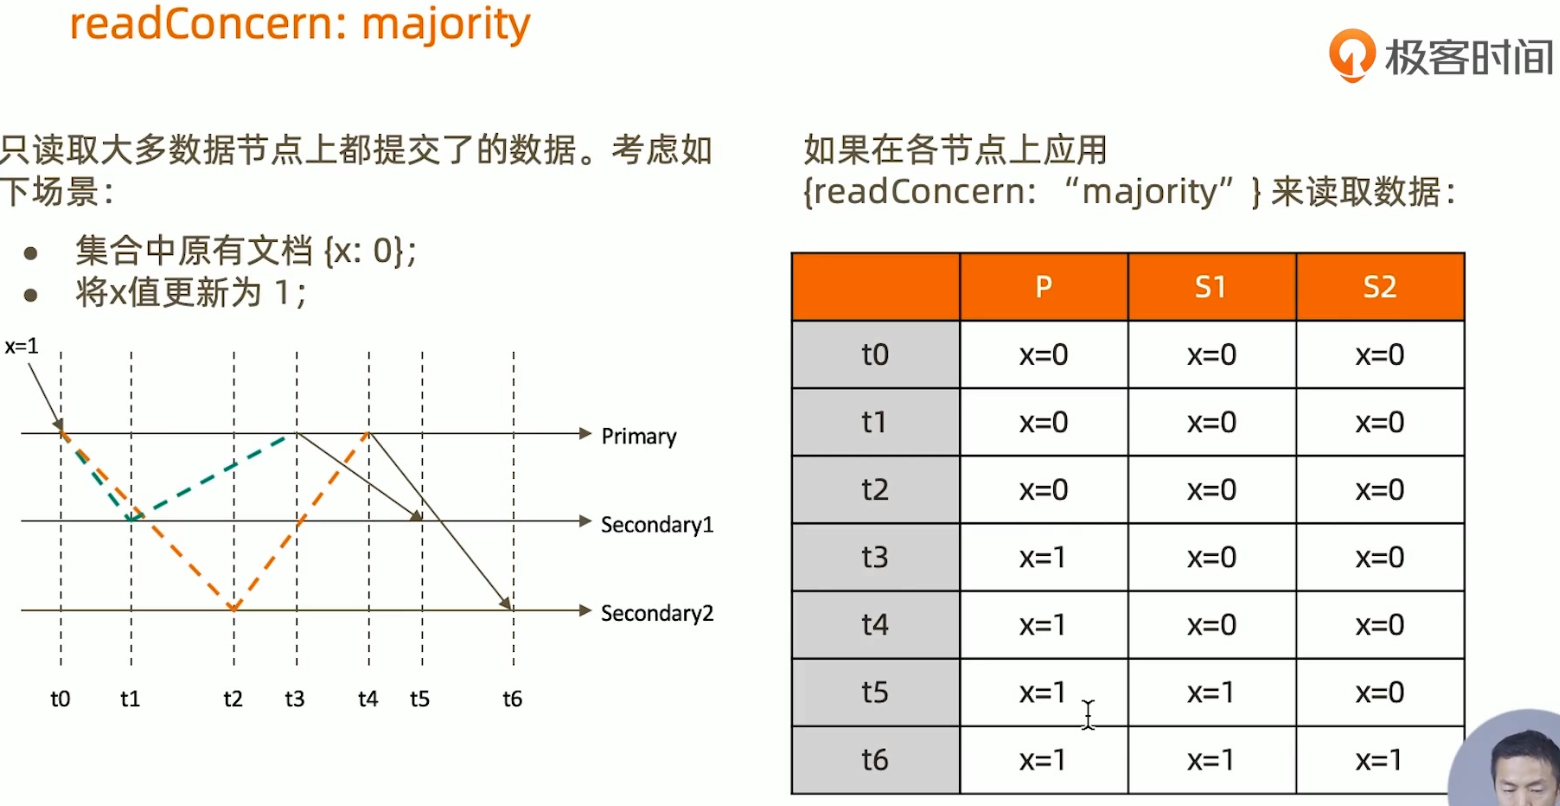 readConcern: majority
极客时间
只读取大多数据节点上都提交了的数据。考虑如
下场景：
● 集合中原有文档 {x: 0};
● 将x值更新为 1；
x=1
Primary
Secondary1
Secondary2
t0 t1 t2 t3 t4 t5 t6
如果在各节点上应用
{readConcern: “majority” } 来读取数据：
P S1 S2
t0 x=0 x=0 x=0
t1 x=0 x=0 x=0
t2 x=0 x=0 x=0
t3 x=1 x=0 x=0
t4 x=1 x=0 x=0
t5 x=1 x=1 x=0
t6 x=1 x=1 x=1